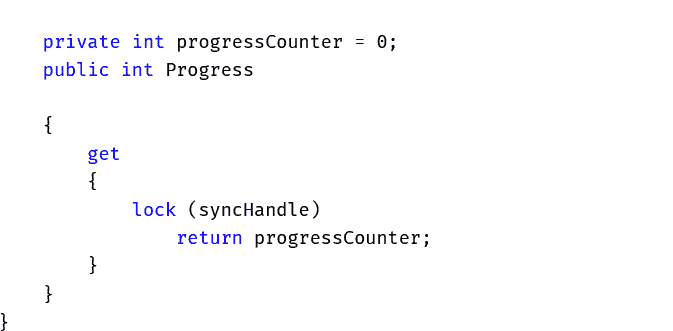 private int progressCounter = 0;
public int Progress
{
get
{
lock (syncHandle)
return progressCounter;
}
}
}